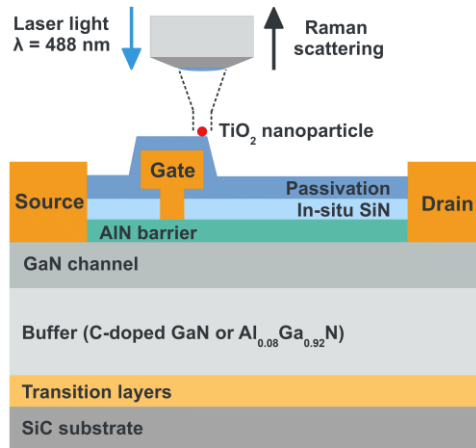 Laser light
λ = 488 nm
Raman
scattering
TiO₂ nanoparticle
Gate
Source
Passivation
In-situ SiN
Drain
AlN barrier
GaN channel
Buffer (C-doped GaN or Al₀.₀₈Ga₀.₉₂N)
Transition layers
SiC substrate